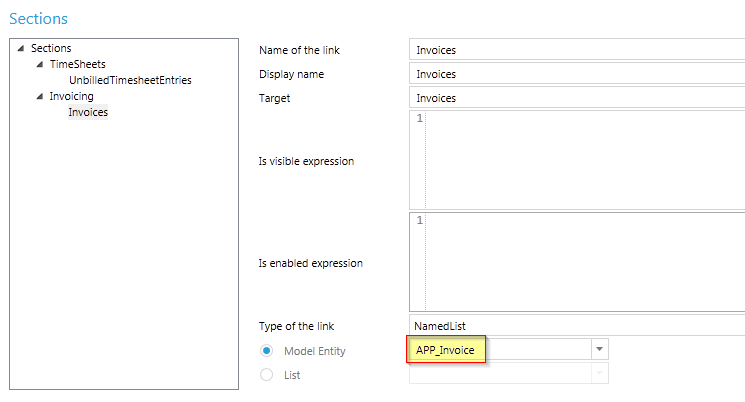 Sections
Sections
TimeSheets
UnbilledTimesheetEntries
Invoicing
Invoices
Name of the link Invoices
Display name Invoices
Target Invoices
1
Is visible expression
1
Is enabled expression
Type of the link NamedList
Model Entity APP_Invoice
List